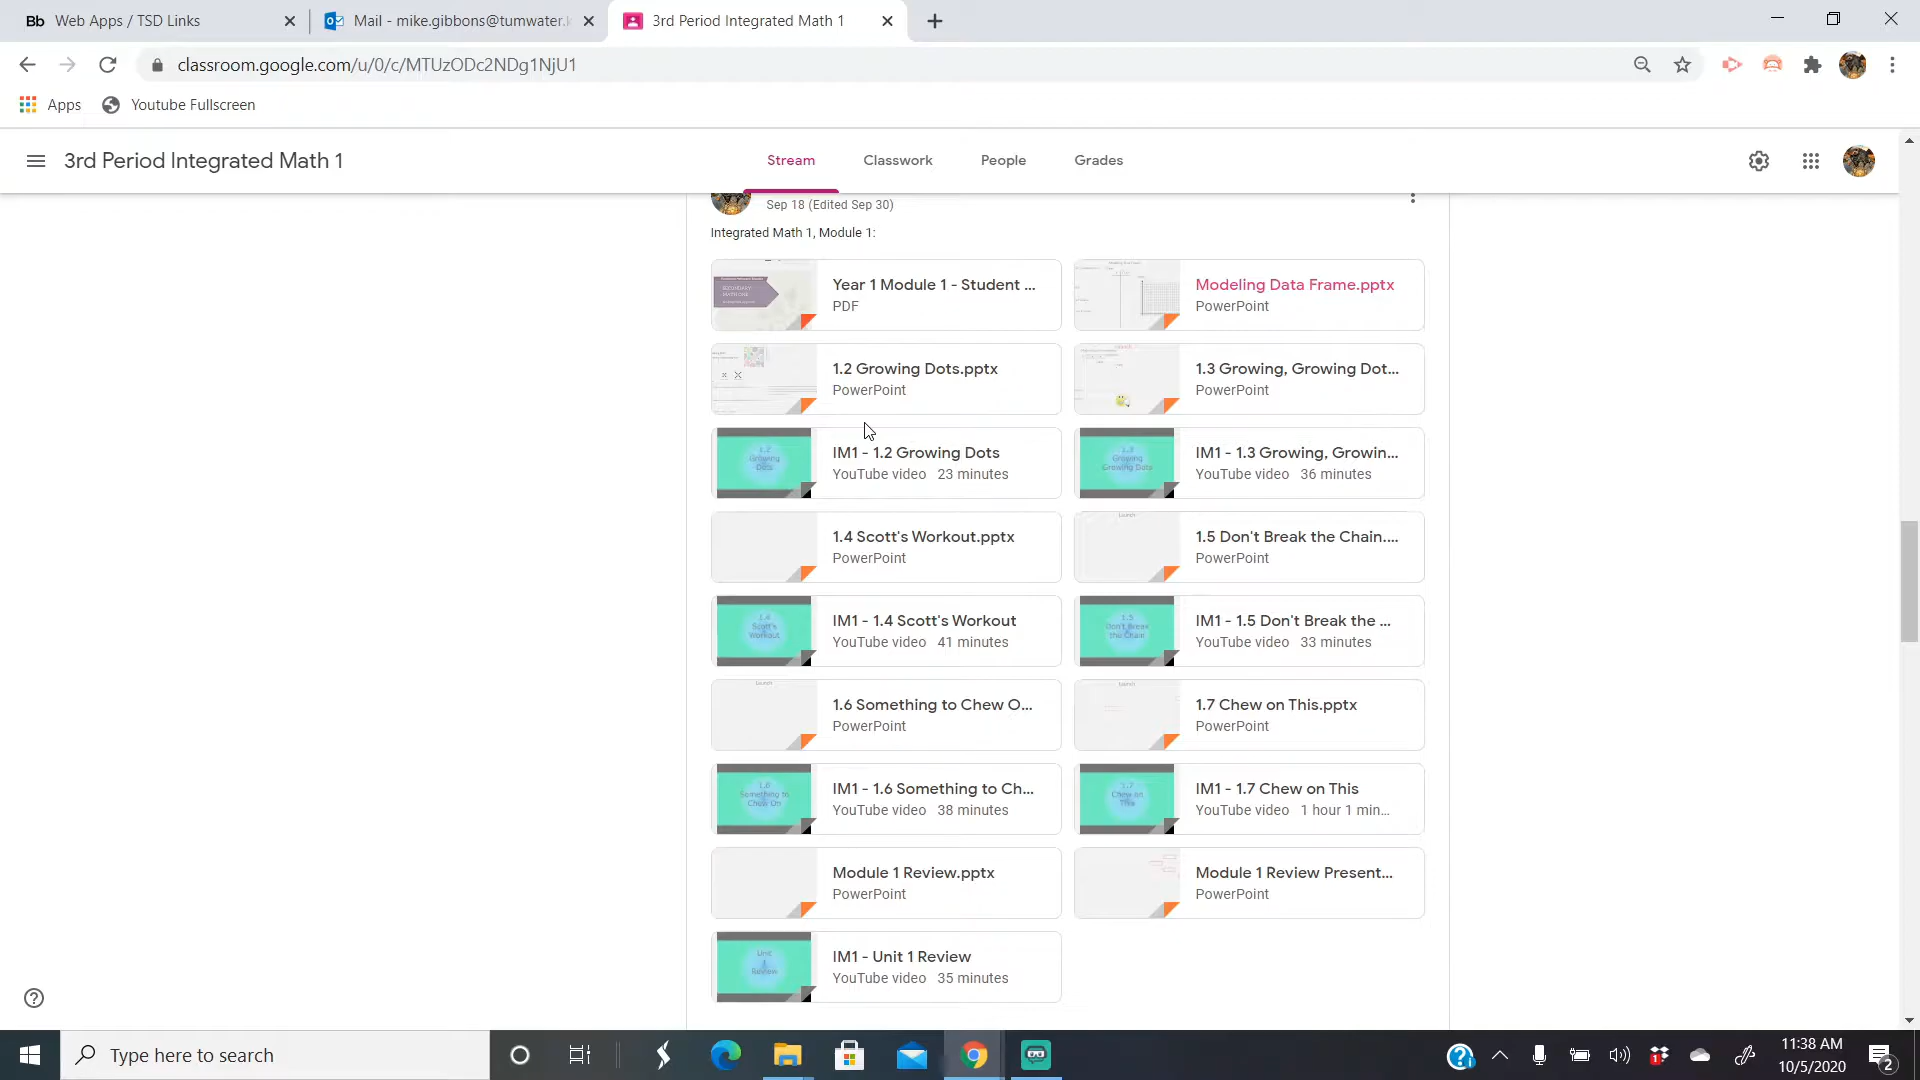 Web Apps / TSD Links
Mail - mike.gibbons@tumwater.
3rd Period Integrated Math 1
classroom.google.com/u/0/c/MTUzODc2NDg1NjU1
Apps
Youtube Fullscreen
3rd Period Integrated Math 1
Stream
Classwork
People
Grades
Sep 18 (Edited Sep 30)
Integrated Math 1, Module 1:
Year 1 Module 1 - Student ...
PDF
Modeling Data Frame.pptx
PowerPoint
1.2 Growing Dots.pptx
PowerPoint
1.3 Growing, Growing Dot...
PowerPoint
IM1 - 1.2 Growing Dots
YouTube video 23 minutes
IM1 - 1.3 Growing, Growin...
YouTube video 36 minutes
1.4 Scott's Workout.pptx
PowerPoint
1.5 Don't Break the Chain....
PowerPoint
IM1 - 1.4 Scott's Workout
YouTube video 41 minutes
IM1 - 1.5 Don't Break the ...
YouTube video 33 minutes
1.6 Something to Chew O...
PowerPoint
1.7 Chew on This.pptx
PowerPoint
IM1 - 1.6 Something to Ch...
YouTube video 38 minutes
IM1 - 1.7 Chew on This
YouTube video 1 hour 1 min...
Module 1 Review.pptx
PowerPoint
Module 1 Review Present...
PowerPoint
IM1 - Unit 1 Review
YouTube video 35 minutes
Type here to search
11:38 AM
10/5/2020
2